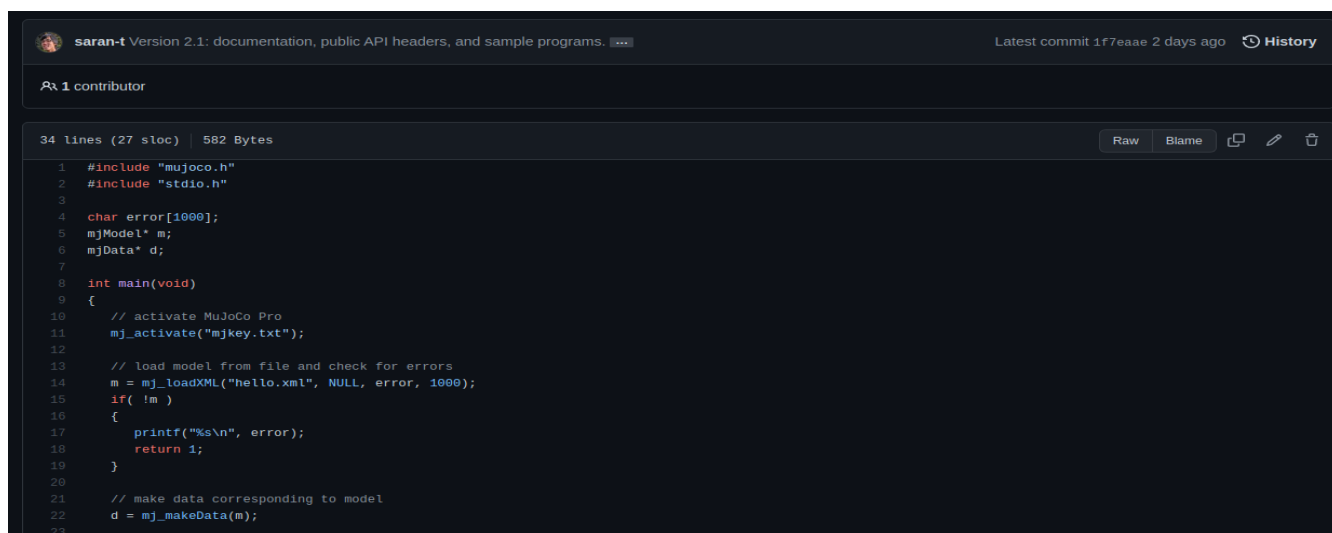 saran-t Version 2.1: documentation, public API headers, and sample programs. ...
Latest commit 1f7eaae 2 days ago History
1 contributor
34 lines (27 sloc) 582 Bytes
Raw Blame
1 #include "mujoco.h"
2 #include "stdio.h"
3
4 char error[1000];
5 mjModel* m;
6 mjData* d;
7
8 int main(void)
9 {
10 // activate MuJoCo Pro
11 mj_activate("mjkey.txt");
12
13 // load model from file and check for errors
14 m = mj_loadXML("hello.xml", NULL, error, 1000);
15 if( !m )
16 {
17 printf("%s\n", error);
18 return 1;
19 }
20
21 // make data corresponding to model
22 d = mj_makeData(m);
23